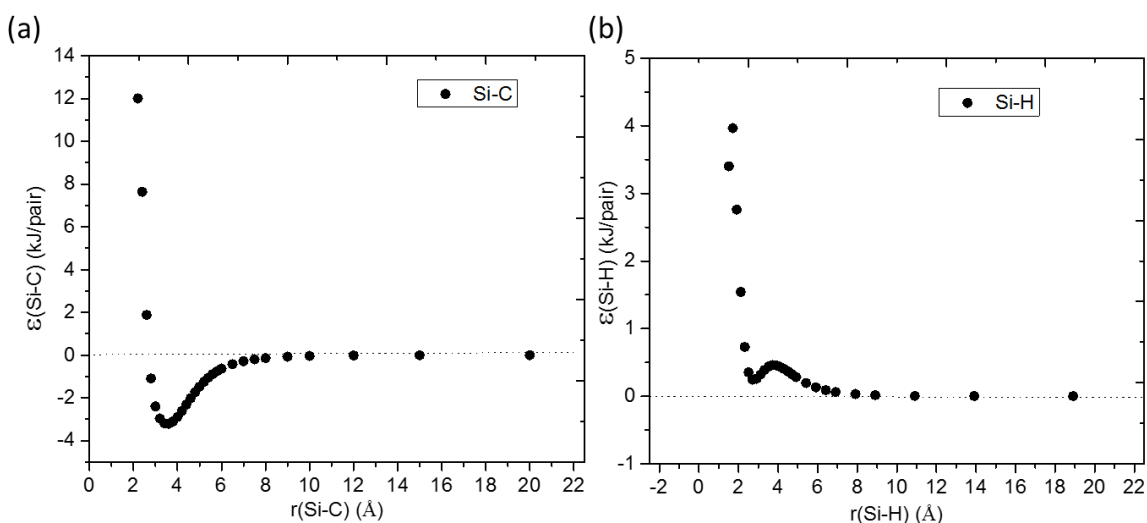 (a)
14
12
10
8
6
4
2
0
-2
-4
ε(Si-C) (kJ/pair)
Si-C
0 2 4 6 8 10 12 14 16 18 20 22
r(Si-C) (Å)
(b)
5
4
3
2
1
0
-1
ε(Si-H) (kJ/pair)
Si-H
-2 0 2 4 6 8 10 12 14 16 18 20 22
r(Si-H) (Å)